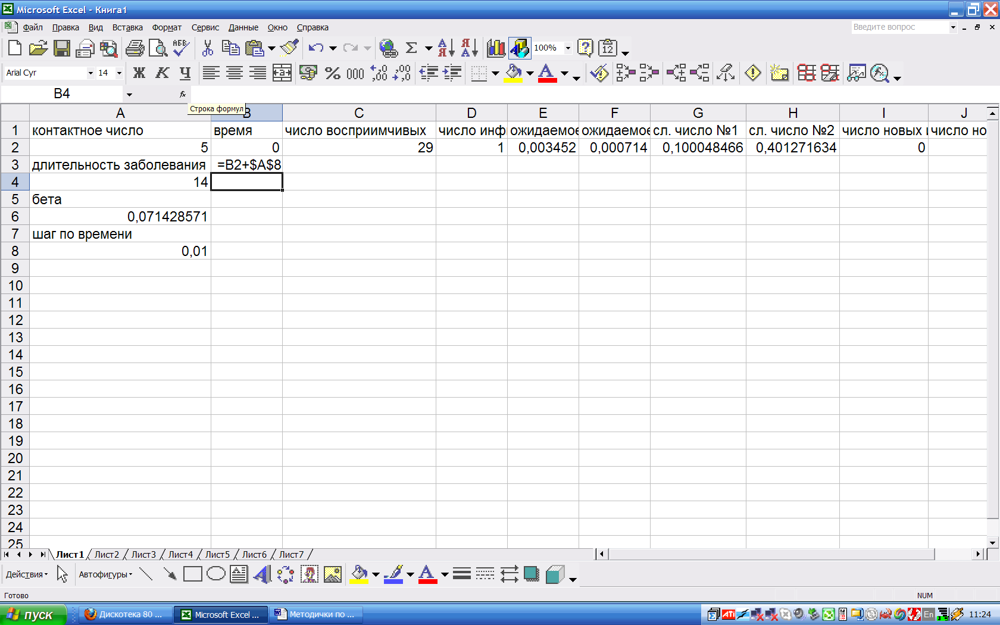 Microsoft Excel - Книга1
Файл Правка Вид Вставка Формат Сервис Данные Окно Справка Введите вопрос
100%
Arial Cyr 14 Ж К Ч % 000
B4 fx
Строка формул
A B C D E F G H I J
1 контактное число время число восприимчивых число инф ожидаемое ожидаемое сл. число №1 сл. число №2 число новых число но
2 5 0 29 1 0,003452 0,000714 0,100048466 0,401271634 0
3 длительность заболевания =B2+$A$8
4 14
5 бета
6 0,071428571
7 шаг по времени
8 0,01
9
10
11
12
13
14
15
16
17
18
19
20
21
22
23
24
25
Лист1 Лист2 Лист3 Лист4 Лист5 Лист6 Лист7
Действия Автофигуры
Готово NUM
пуск Дискотека 80 ... Microsoft Excel ... Методички по ... ATI En 11:24